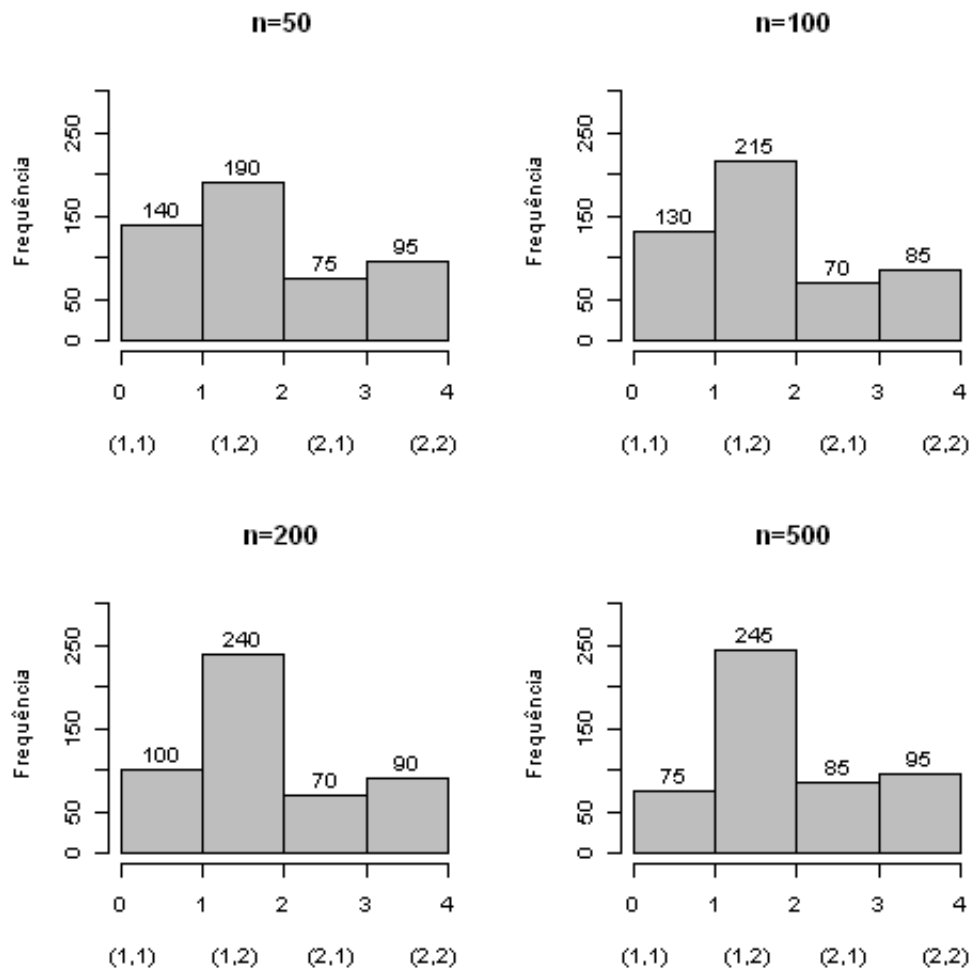 n=50
Frequência
0 50 150 250
140 190 75 95
0 1 2 3 4
(1,1) (1,2) (2,1) (2,2)
n=100
Frequência
0 50 150 250
130 215 70 85
0 1 2 3 4
(1,1) (1,2) (2,1) (2,2)
n=200
Frequência
0 50 150 250
100 240 70 90
0 1 2 3 4
(1,1) (1,2) (2,1) (2,2)
n=500
Frequência
0 50 150 250
75 245 85 95
0 1 2 3 4
(1,1) (1,2) (2,1) (2,2)